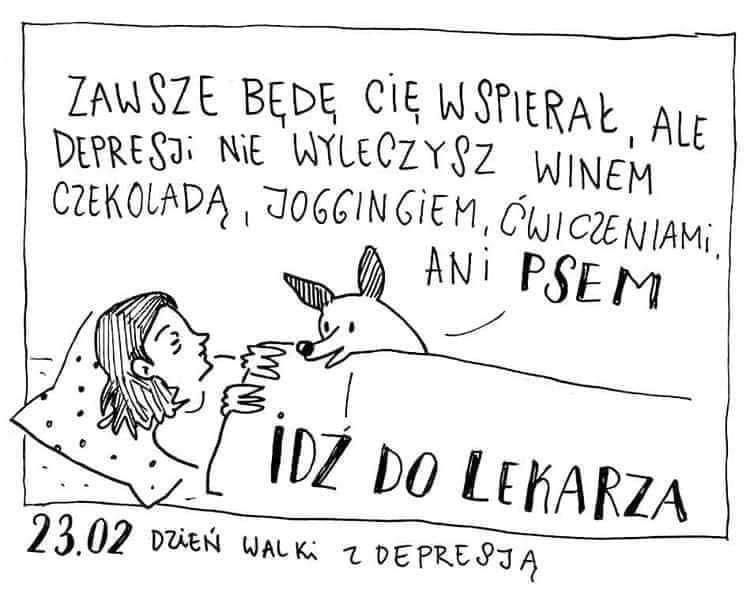 ZAWSZE BĘDĘ CIĘ WSPIERAŁ, ALE
DEPRESJI NIE WYLECZYSZ WINEM
CZEKOLADĄ, JOGGINGIEM, ĆWICZENIAMI,
ANI PSEM
IDŹ DO LEKARZA
23.02 DZIEŃ WALKI Z DEPRESJĄ